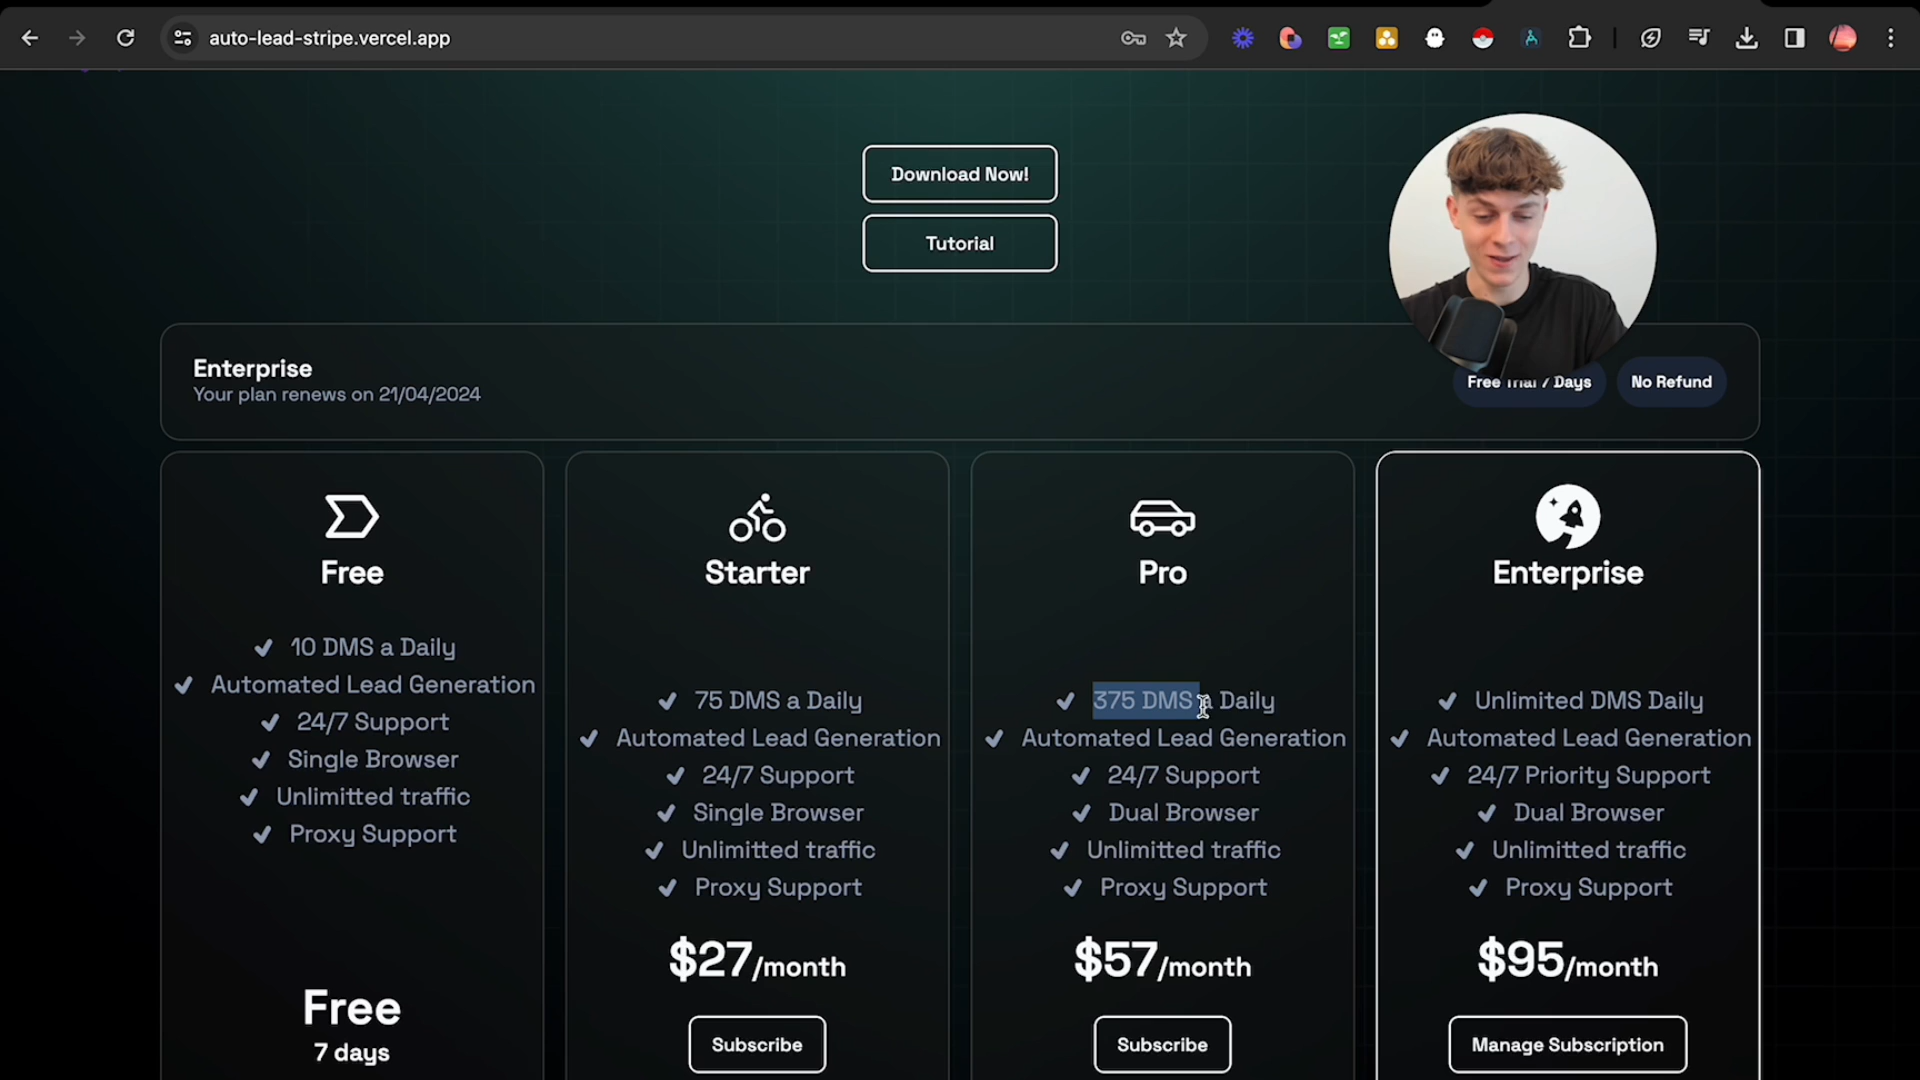 auto-lead-stripe.vercel.app
Download Now!
Tutorial
Enterprise
Your plan renews on 21/04/2024
Free Trial 7 Days
No Refund
Free
10 DMS a Daily
Automated Lead Generation
24/7 Support
Single Browser
Unlimitted traffic
Proxy Support
Free
7 days
Starter
75 DMS a Daily
Automated Lead Generation
24/7 Support
Single Browser
Unlimitted traffic
Proxy Support
$27/month
Subscribe
Pro
375 DMS a Daily
Automated Lead Generation
24/7 Support
Dual Browser
Unlimitted traffic
Proxy Support
$57/month
Subscribe
Enterprise
Unlimited DMS Daily
Automated Lead Generation
24/7 Priority Support
Dual Browser
Unlimitted traffic
Proxy Support
$95/month
Manage Subscription